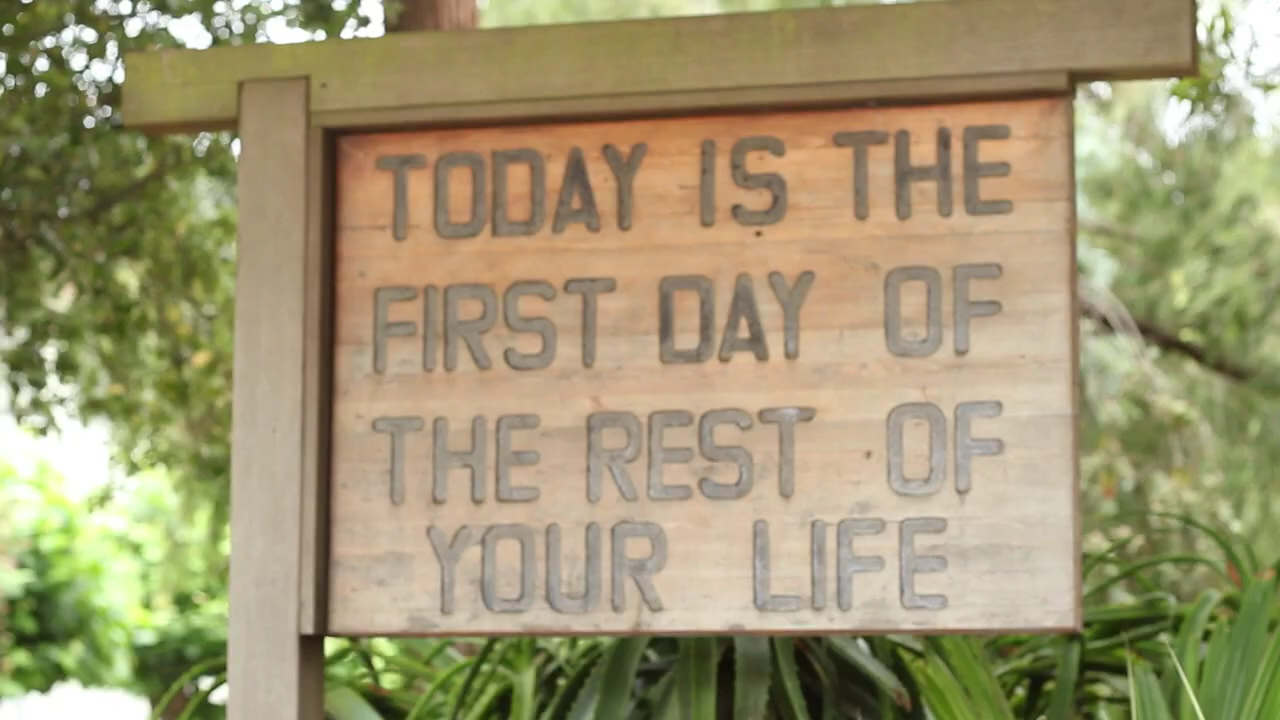 TODAY IS THE
FIRST DAY OF
THE REST OF
YOUR LIFE